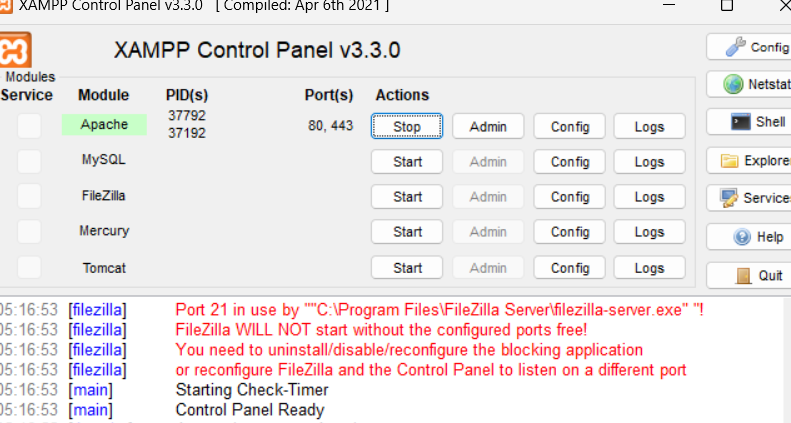 XAMPP Control Panel v3.3.0 [ Compiled: Apr 6th 2021 ]
XAMPP Control Panel v3.3.0
Config
Modules
Service Module PID(s) Port(s) Actions
Netstat
Apache 37792 37192 80, 443 Stop Admin Config Logs
Shell
MySQL Start Admin Config Logs
Explorer
FileZilla Start Admin Config Logs
Services
Mercury Start Admin Config Logs
Help
Tomcat Start Admin Config Logs
Quit
05:16:53 [filezilla] Port 21 in use by ""C:\Program Files\FileZilla Server\filezilla-server.exe" "!
05:16:53 [filezilla] FileZilla WILL NOT start without the configured ports free!
05:16:53 [filezilla] You need to uninstall/disable/reconfigure the blocking application
05:16:53 [filezilla] or reconfigure FileZilla and the Control Panel to listen on a different port
05:16:53 [main] Starting Check-Timer
05:16:53 [main] Control Panel Ready